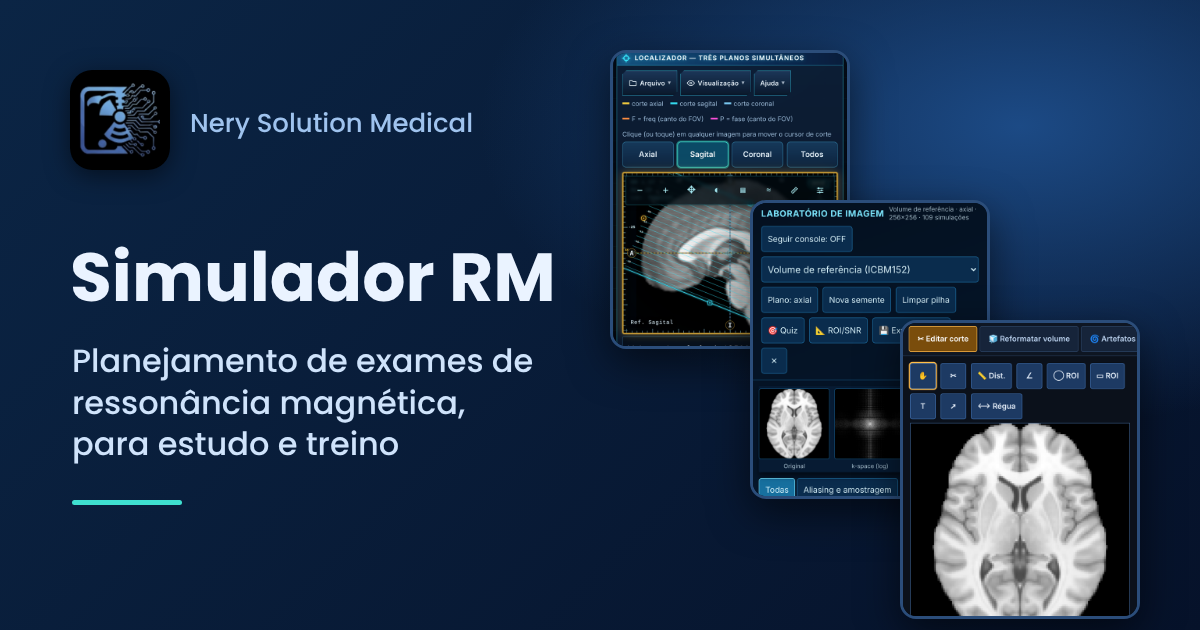 Nery Solution Medical
Simulador RM
Planejamento de exames de
ressonância magnética,
para estudo e treino
LOCALIZADOR — TRÊS PLANOS SIMULTÂNEOS
Arquivo
Visualização
Ajuda
corte axial corte sagital corte coronal
F = freq (canto do FOV) P = fase (canto do FOV)
Clique (ou toque) em qualquer imagem para mover o cursor de corte
Axial
Sagital
Coronal
Todos
A
I
Ref. Sagital
LABORATÓRIO DE IMAGEM
Volume de referência · axial ·
256×256 · 109 simulações
Seguir console: OFF
Volume de referência (ICBM152)
Plano: axial
Nova semente
Limpar pilha
Quiz
ROI/SNR
Ex
×
Original
k-space (log)
Todas
Aliasing e amostragem
Editar corte
Reformatar volume
Artefatos
Dist.
∠
ROI
ROI
T
↗
Régua